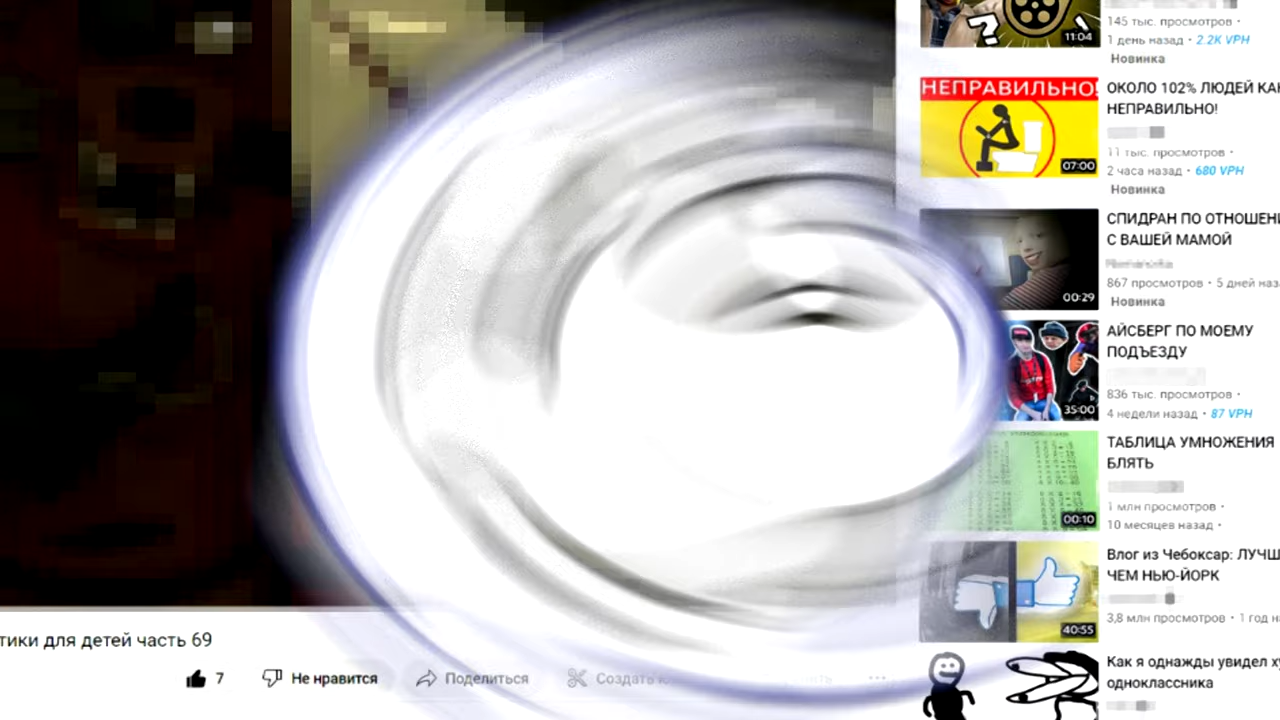 тики для детей часть 69
7
Не нравится
Поделиться
Создать
?
11:04
145 тыс. просмотров •
1 день назад • 2.2K VPH
Новинка
НЕПРАВИЛЬНО!
07:00
ОКОЛО 102% ЛЮДЕЙ КАК
НЕПРАВИЛЬНО!
11 тыс. просмотров •
2 часа назад • 680 VPH
Новинка
00:29
СПИДРАН ПО ОТНОШЕНИ
С ВАШЕЙ МАМОЙ
867 просмотров • 5 дней наз
Новинка
35:00
АЙСБЕРГ ПО МОЕМУ
ПОДЪЕЗДУ
836 тыс. просмотров •
4 недели назад • 87 VPH
00:10
ТАБЛИЦА УМНОЖЕНИЯ
БЛЯТЬ
1 млн просмотров •
10 месяцев назад •
40:55
Влог из Чебоксар: ЛУЧШ
ЧЕМ НЬЮ-ЙОРК
3,8 млн просмотров • 1 год н
Как я однажды увидел х
одноклассника